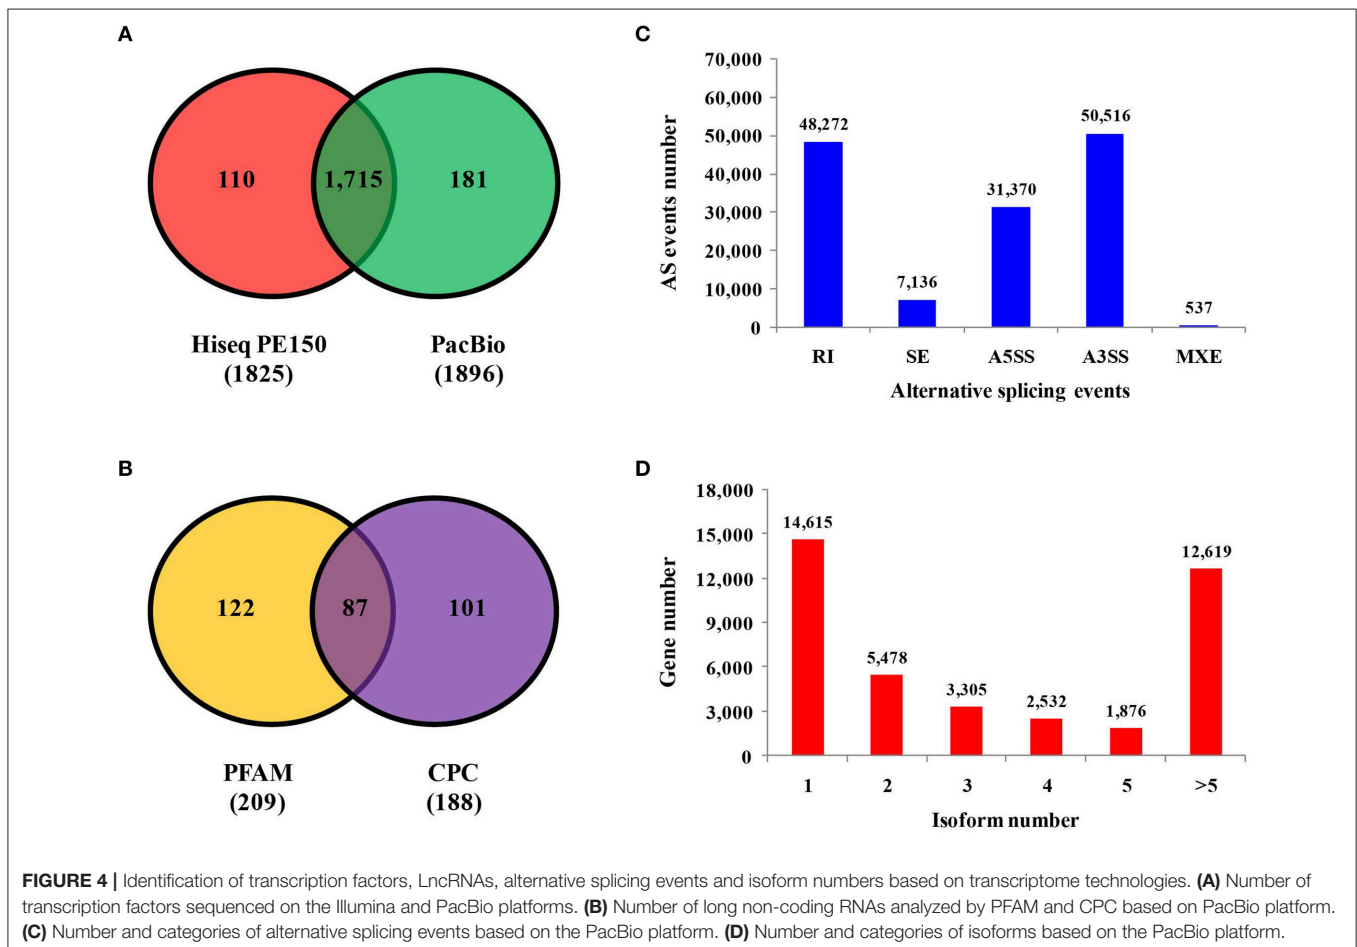 A
110
1,715
181
Hiseq PE150
(1825)
PacBio
(1896)
B
122
87
101
PFAM
(209)
CPC
(188)
C
AS events number
70,000
60,000
50,000
40,000
30,000
20,000
10,000
0
48,272
7,136
31,370
50,516
537
RI SE A5SS A3SS MXE
Alternative splicing events
D
Gene number
18,000
15,000
12,000
9,000
6,000
3,000
0
14,615
5,478
3,305
2,532
1,876
12,619
1 2 3 4 5 >5
Isoform number
FIGURE 4 | Identification of transcription factors, LncRNAs, alternative splicing events and isoform numbers based on transcriptome technologies. (A) Number of
transcription factors sequenced on the Illumina and PacBio platforms. (B) Number of long non-coding RNAs analyzed by PFAM and CPC based on PacBio platform.
(C) Number and categories of alternative splicing events based on the PacBio platform. (D) Number and categories of isoforms based on the PacBio platform.